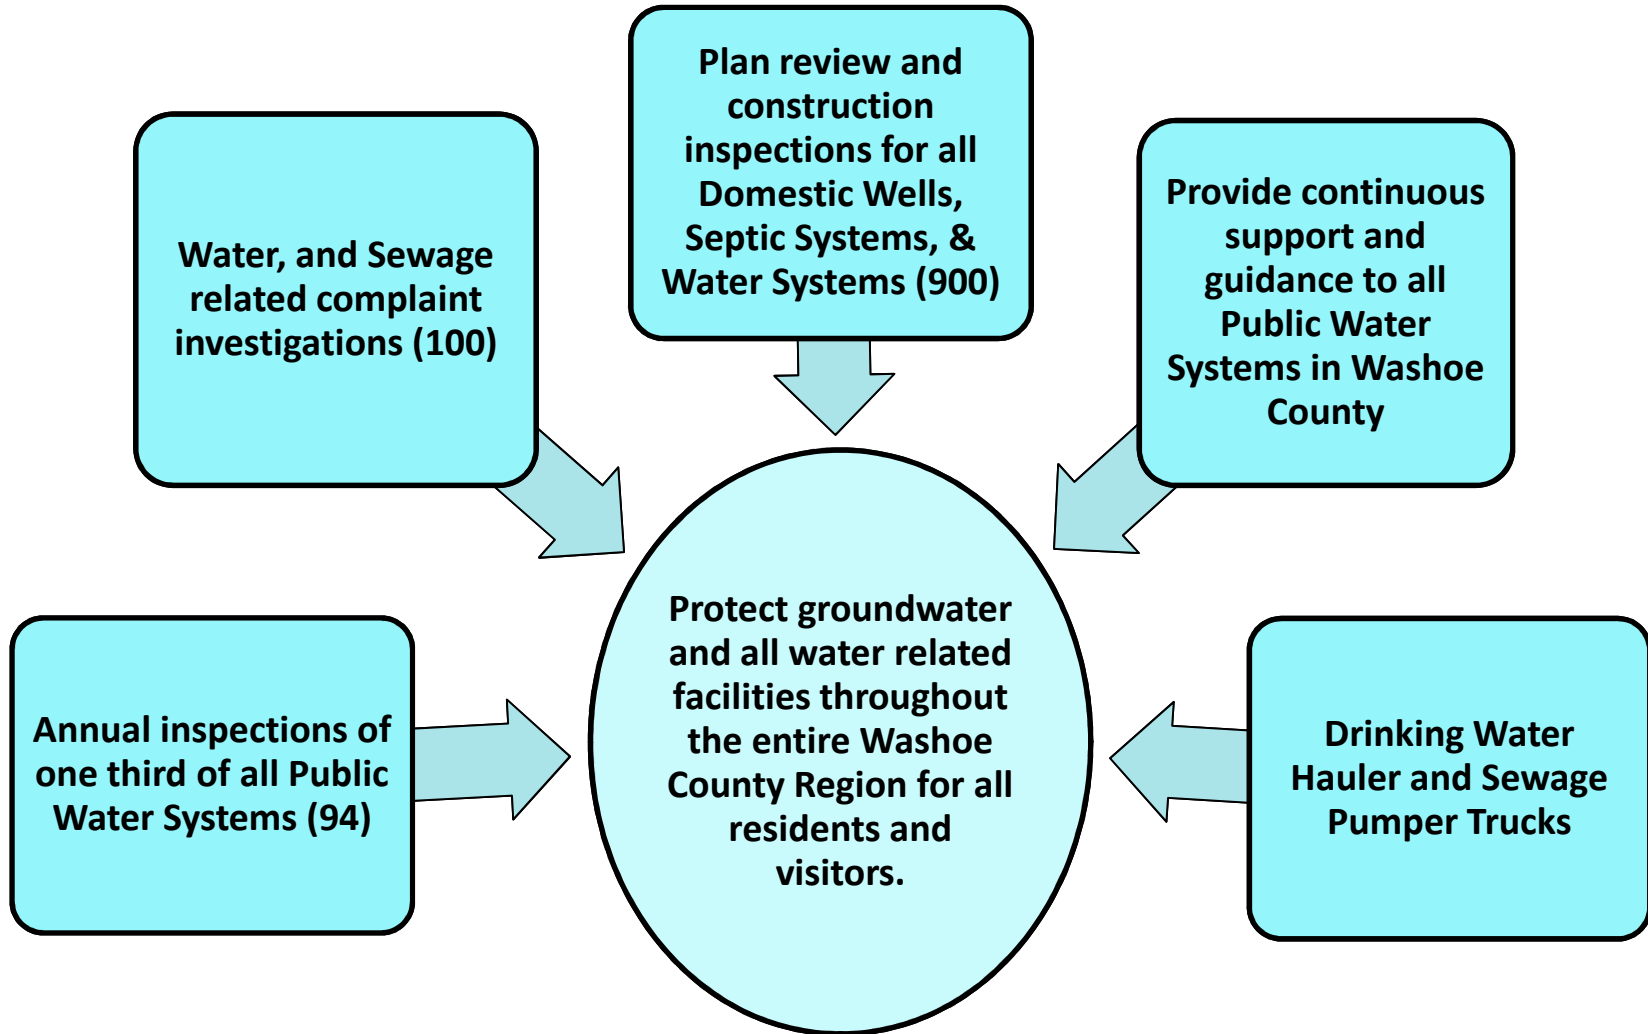 Plan review and
construction
inspections for all
Domestic Wells,
Septic Systems, &
Water Systems (900)
Water, and Sewage
related complaint
investigations (100)
Provide continuous
support and
guidance to all
Public Water
Systems in Washoe
County
Annual inspections of
one third of all Public
Water Systems (94)
Protect groundwater
and all water related
facilities throughout
the entire Washoe
County Region for all
residents and
visitors.
Drinking Water
Hauler and Sewage
Pumper Trucks